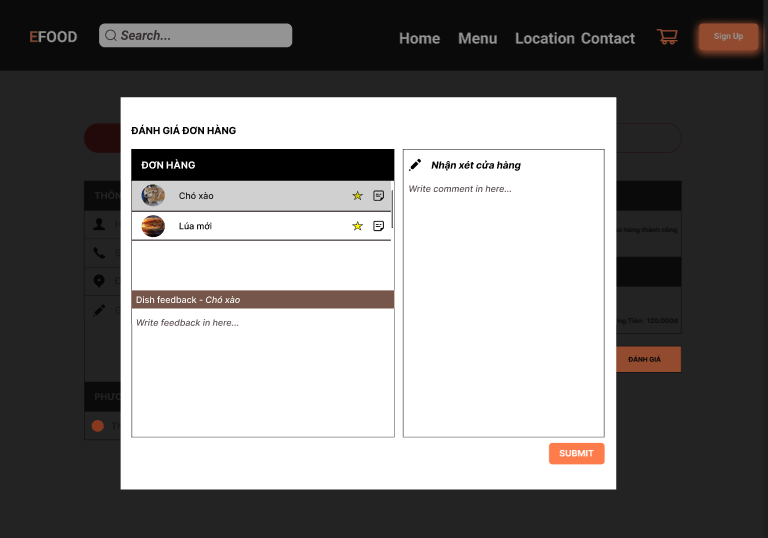 EFOOD
Search...
Home Menu Location Contact
Sign Up
ĐÁNH GIÁ ĐƠN HÀNG
ĐƠN HÀNG
Chó xào
Lúa mới
Dish feedback - Chó xào
Write feedback in here...
Nhận xét cửa hàng
Write comment in here...
SUBMIT
THÔN
hàng thành công
120.000đ
ĐÁNH GIÁ
PHƯƠ